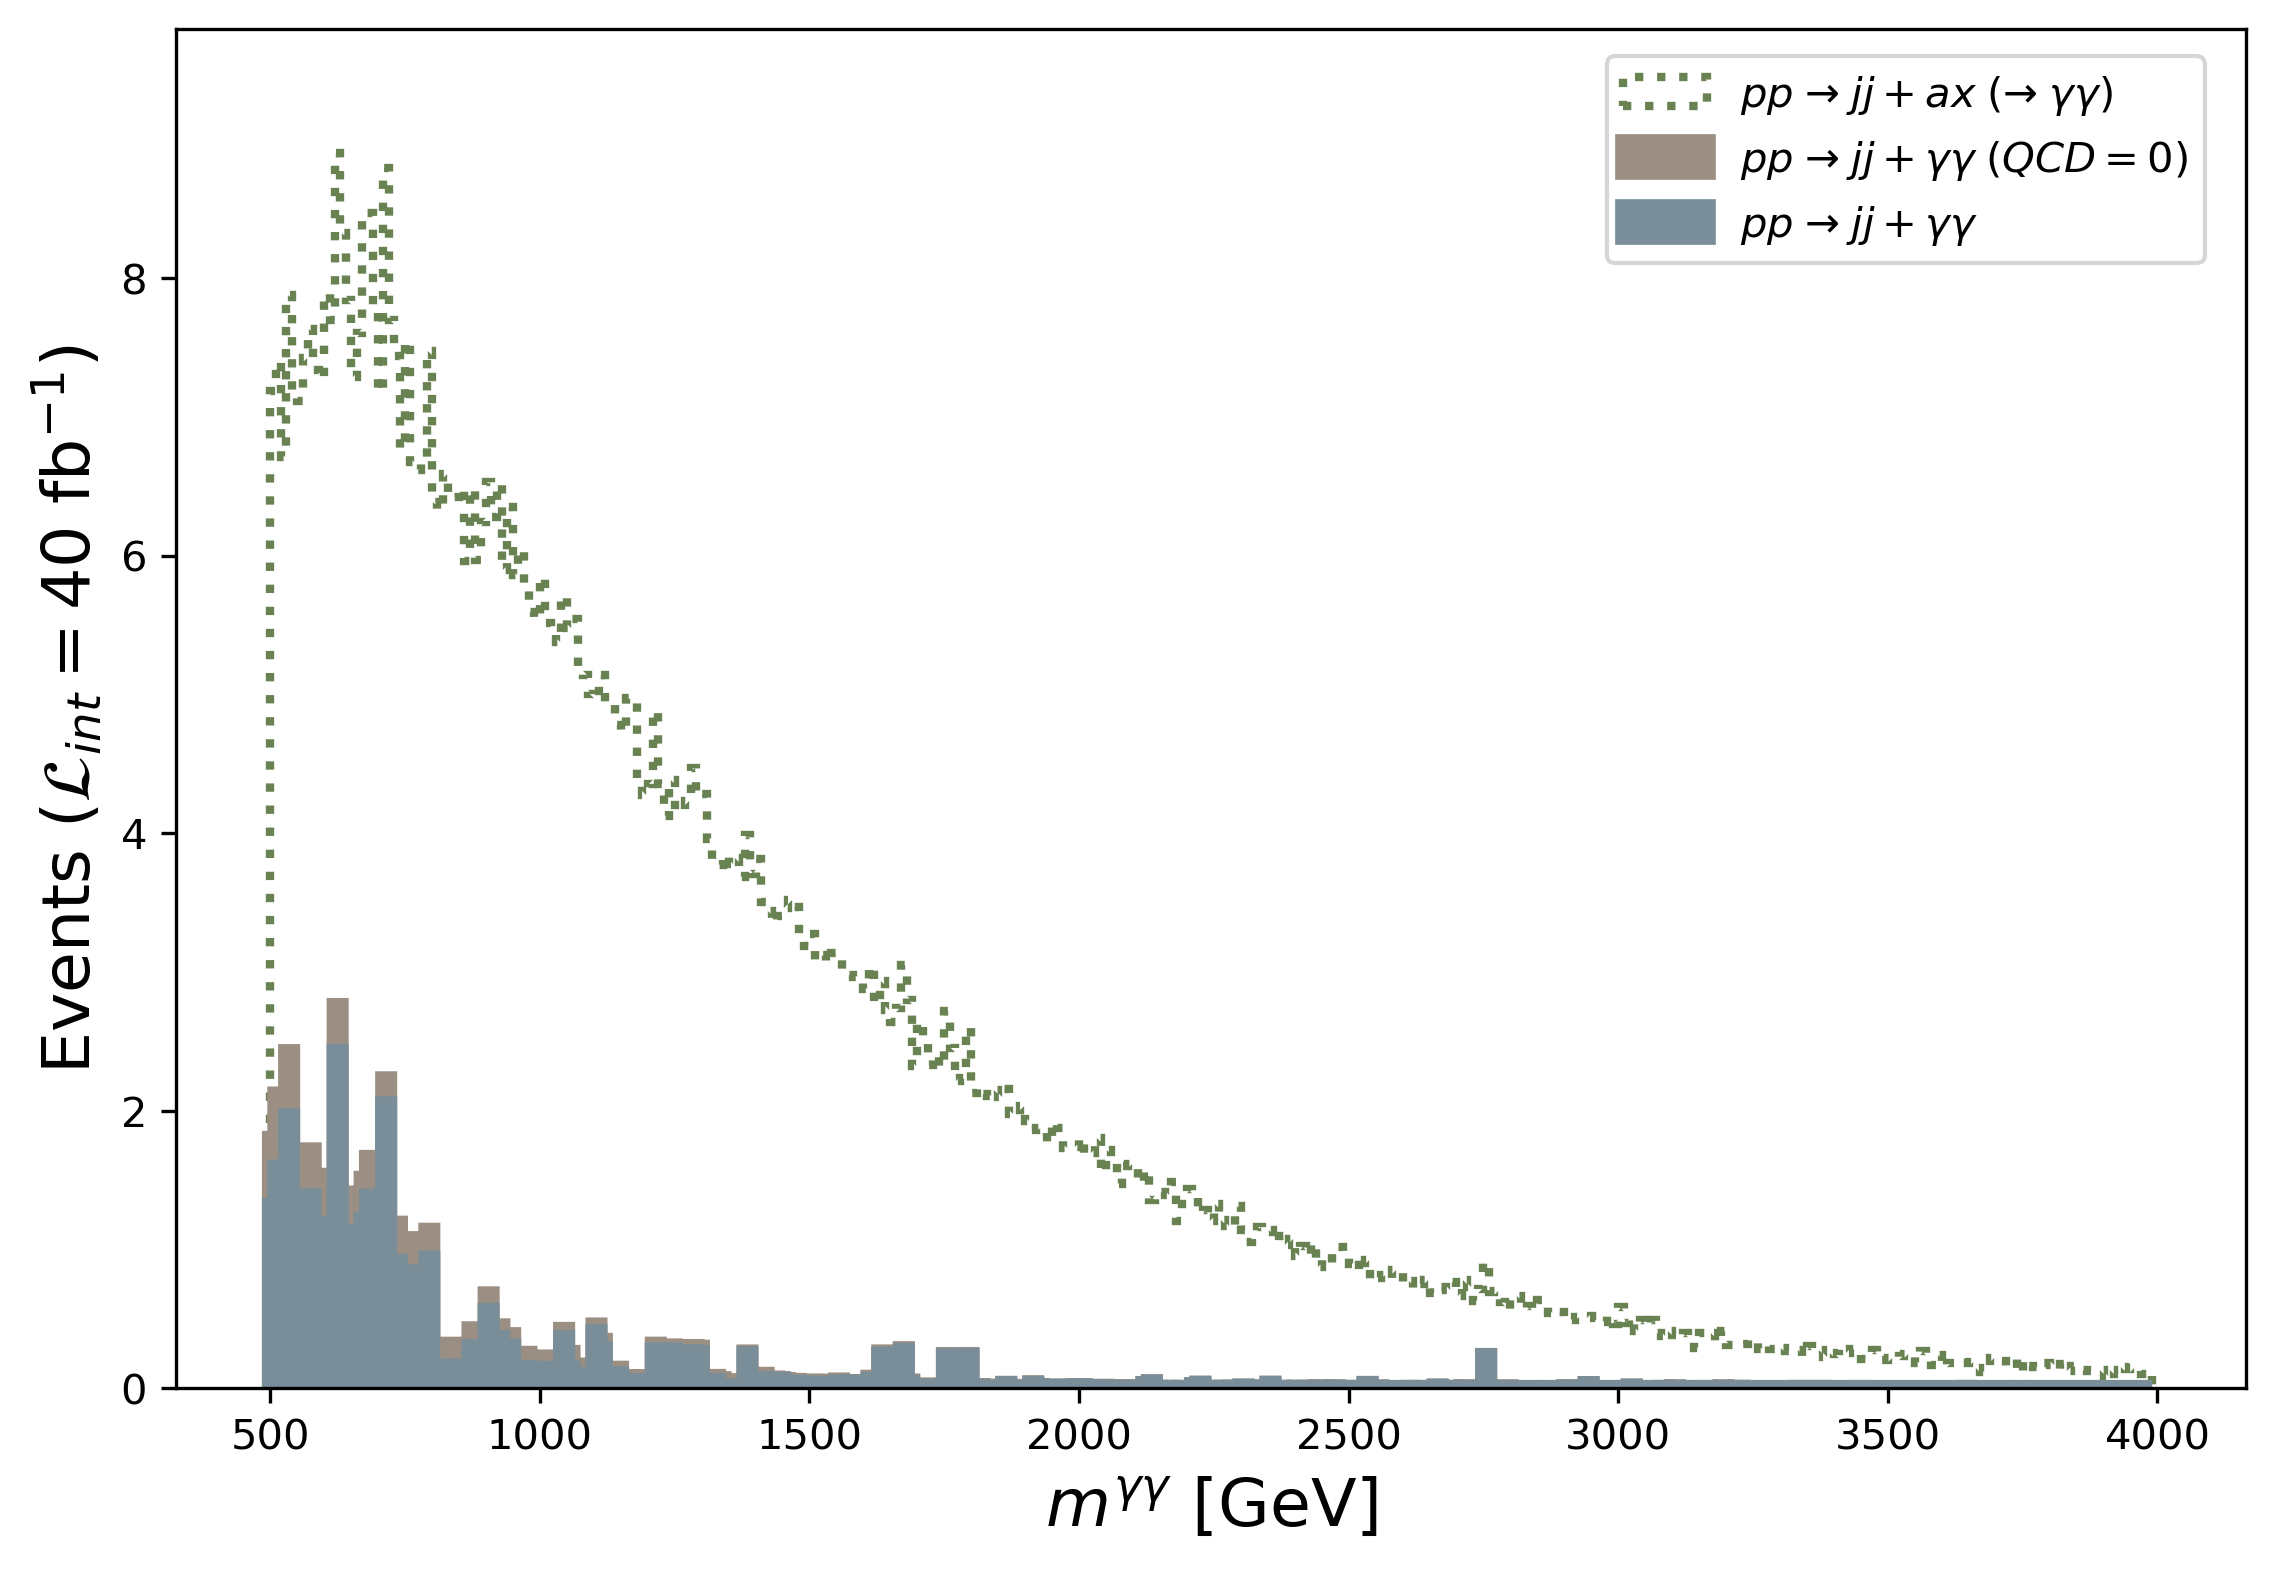 pp → jj + ax (→ γγ)
pp → jj + γγ (QCD = 0)
pp → jj + γγ
Events (ℒ_int = 40 fb⁻¹)
8
6
4
2
0
500 1000 1500 2000 2500 3000 3500 4000
m^γγ [GeV]